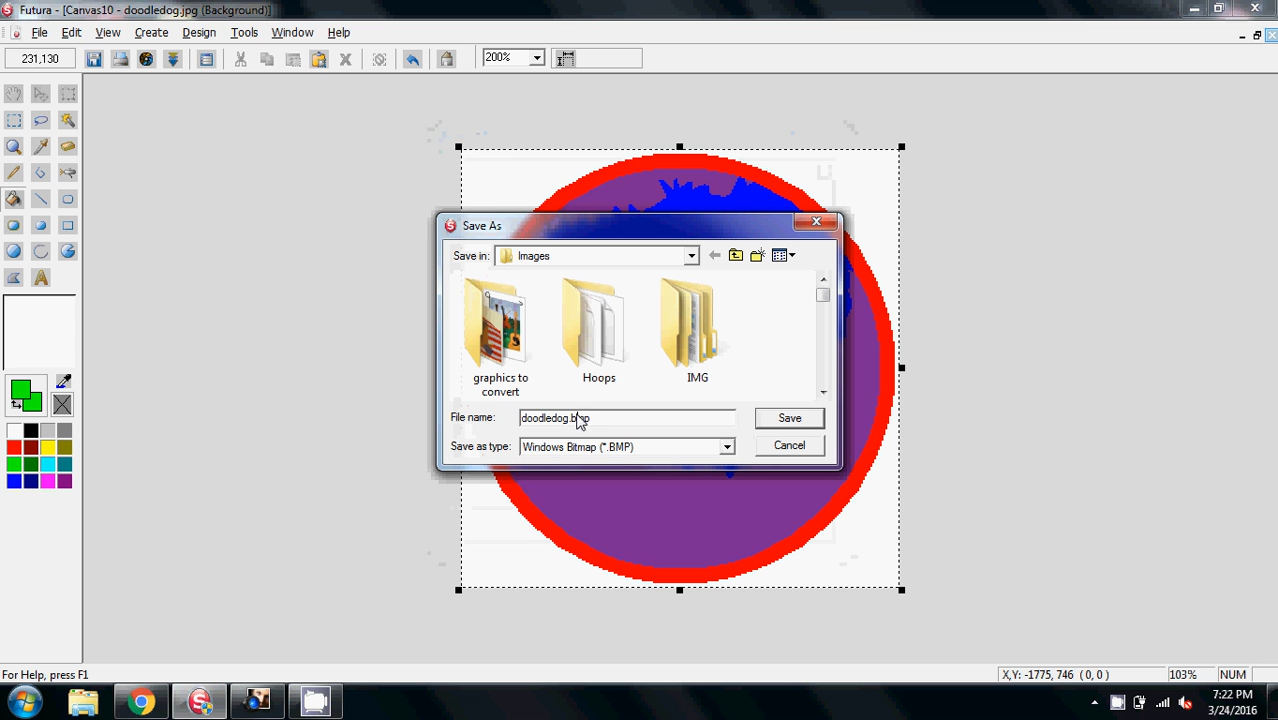 Futura - [Canvas10 - doodledog.jpg (Background)]
File Edit View Create Design Tools Window Help
231,130
200%
Save As
Save in: Images
graphics to convert
Hoops
IMG
File name: doodledog.bmp
Save
Save as type: Windows Bitmap (*.BMP)
Cancel
For Help, press F1
X,Y: -1775, 746 ( 0, 0 )
103%
NUM
7:22 PM
3/24/2016